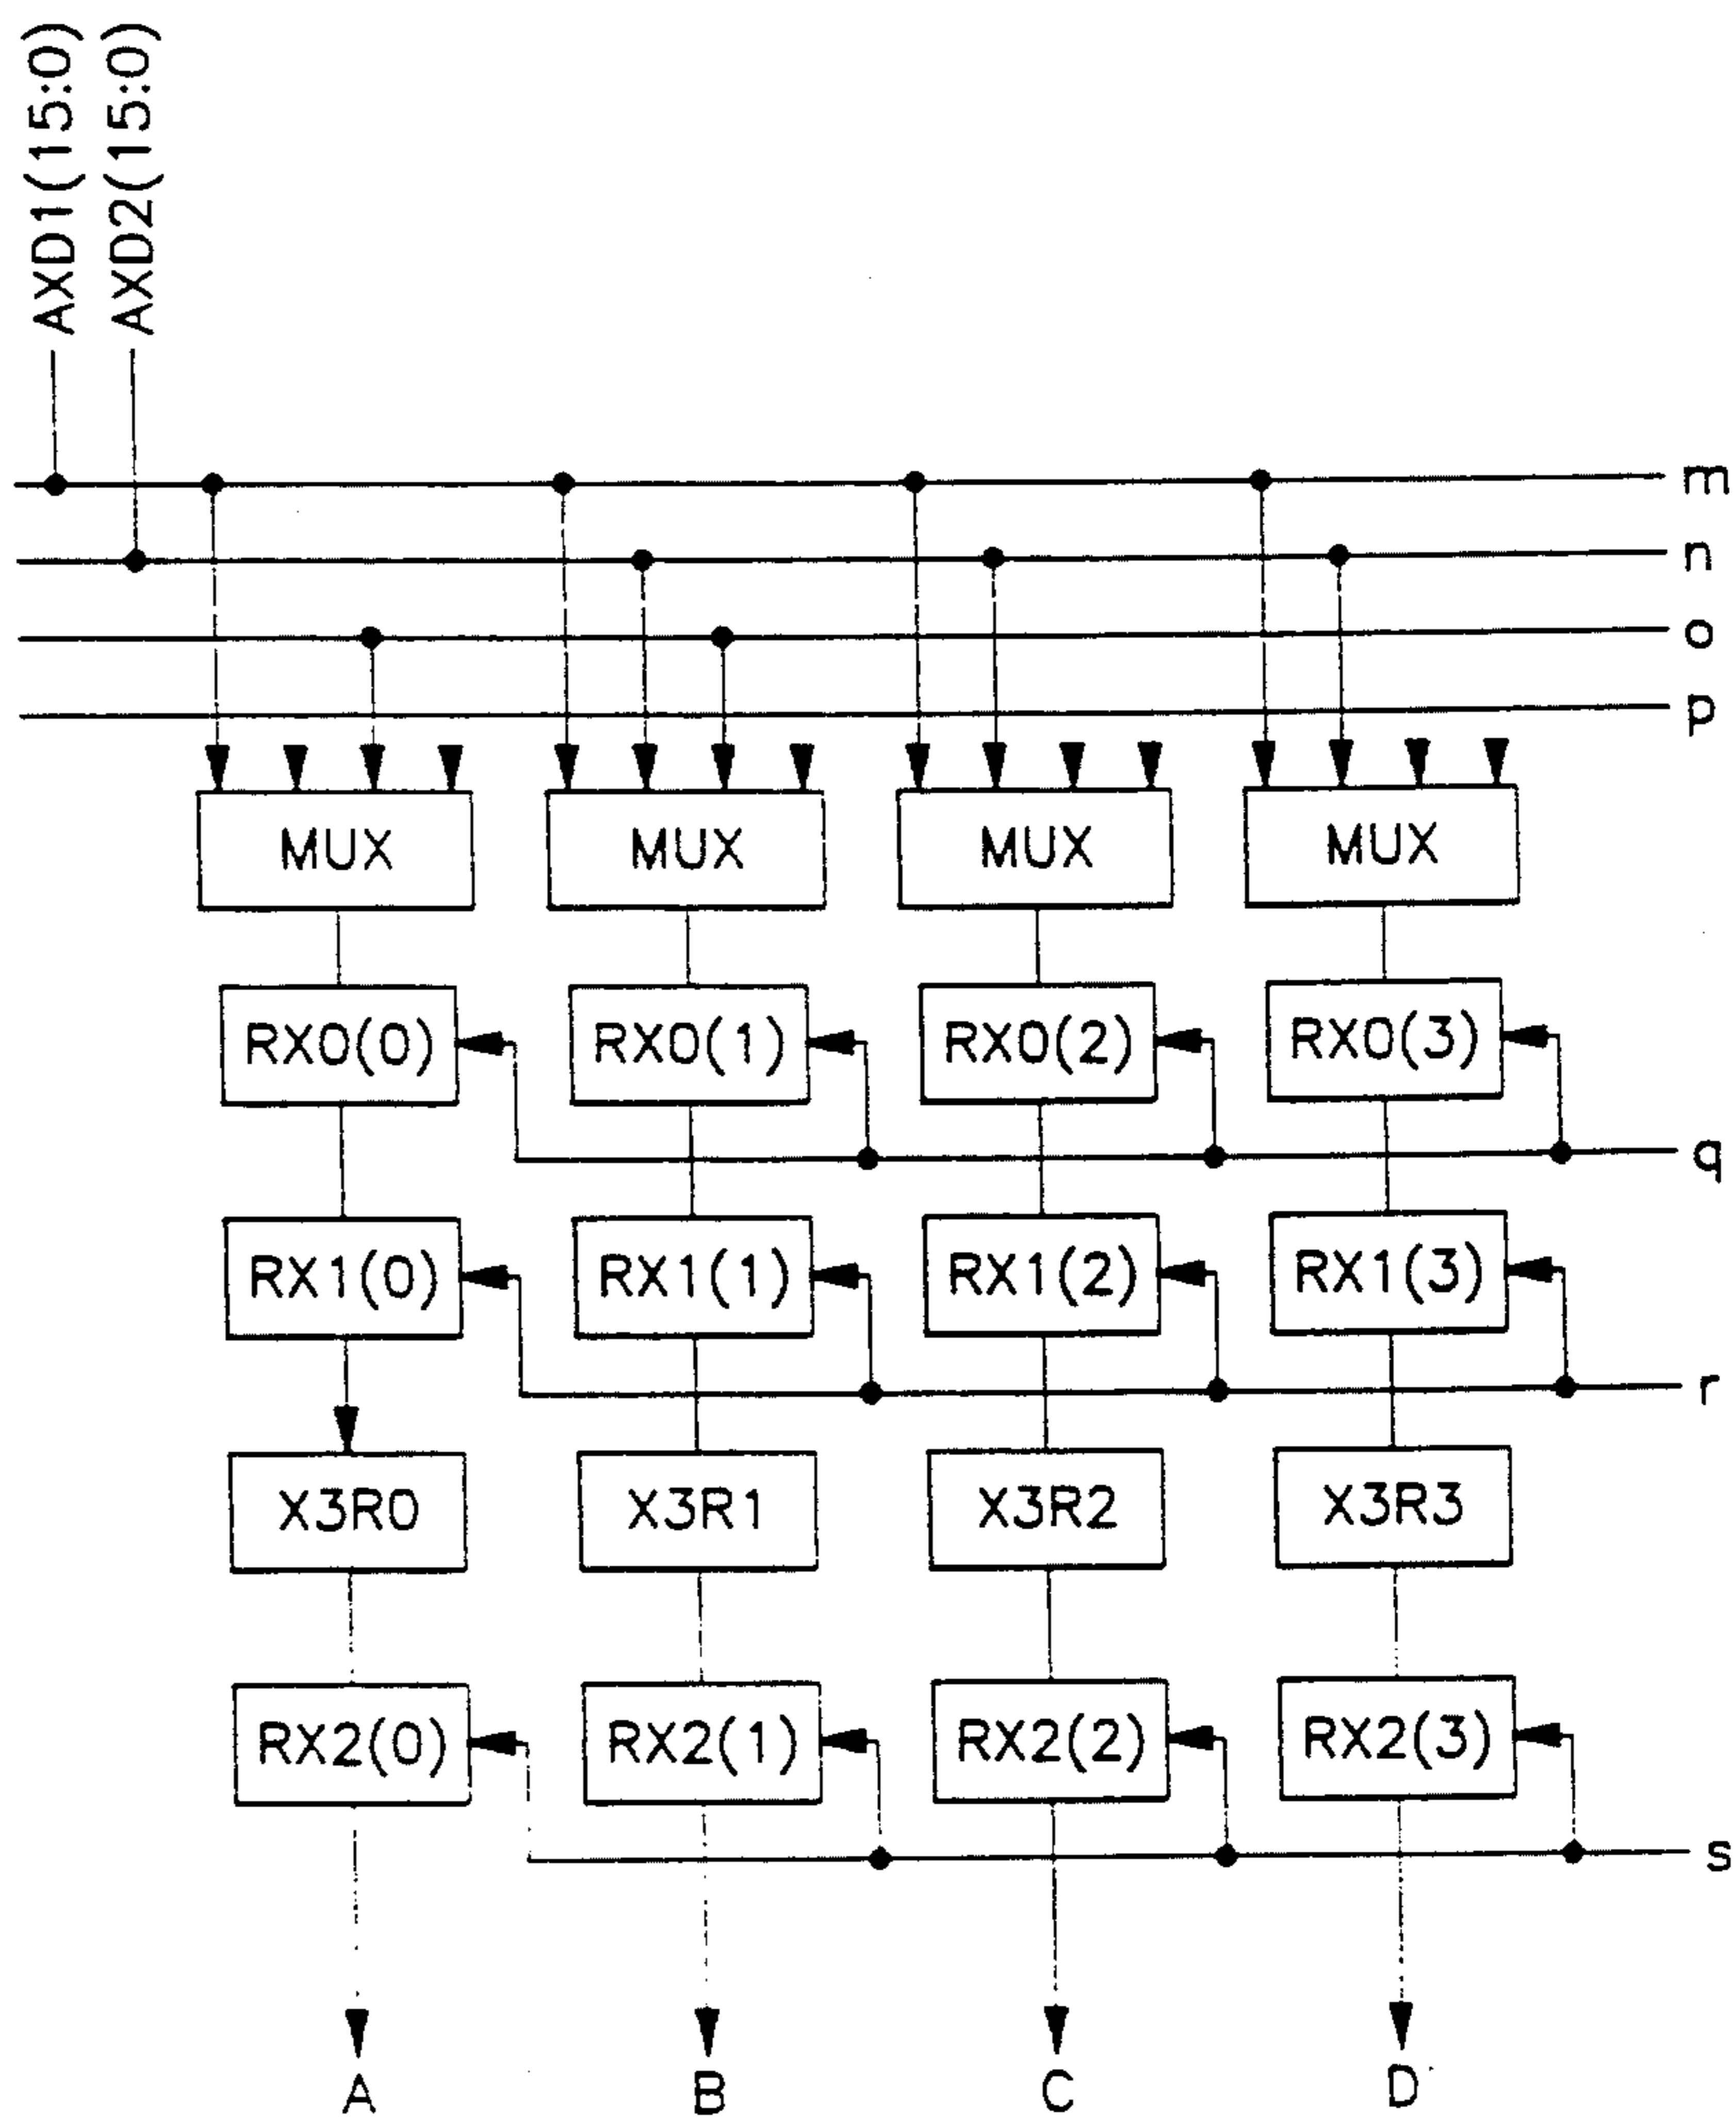 AXD1(15:0)
AXD2(15:0)
m
n
o
p
MUX MUX MUX MUX
RX0(0) RX0(1) RX0(2) RX0(3)
q
RX1(0) RX1(1) RX1(2) RX1(3)
r
X3R0 X3R1 X3R2 X3R3
RX2(0) RX2(1) RX2(2) RX2(3)
s
A B C D